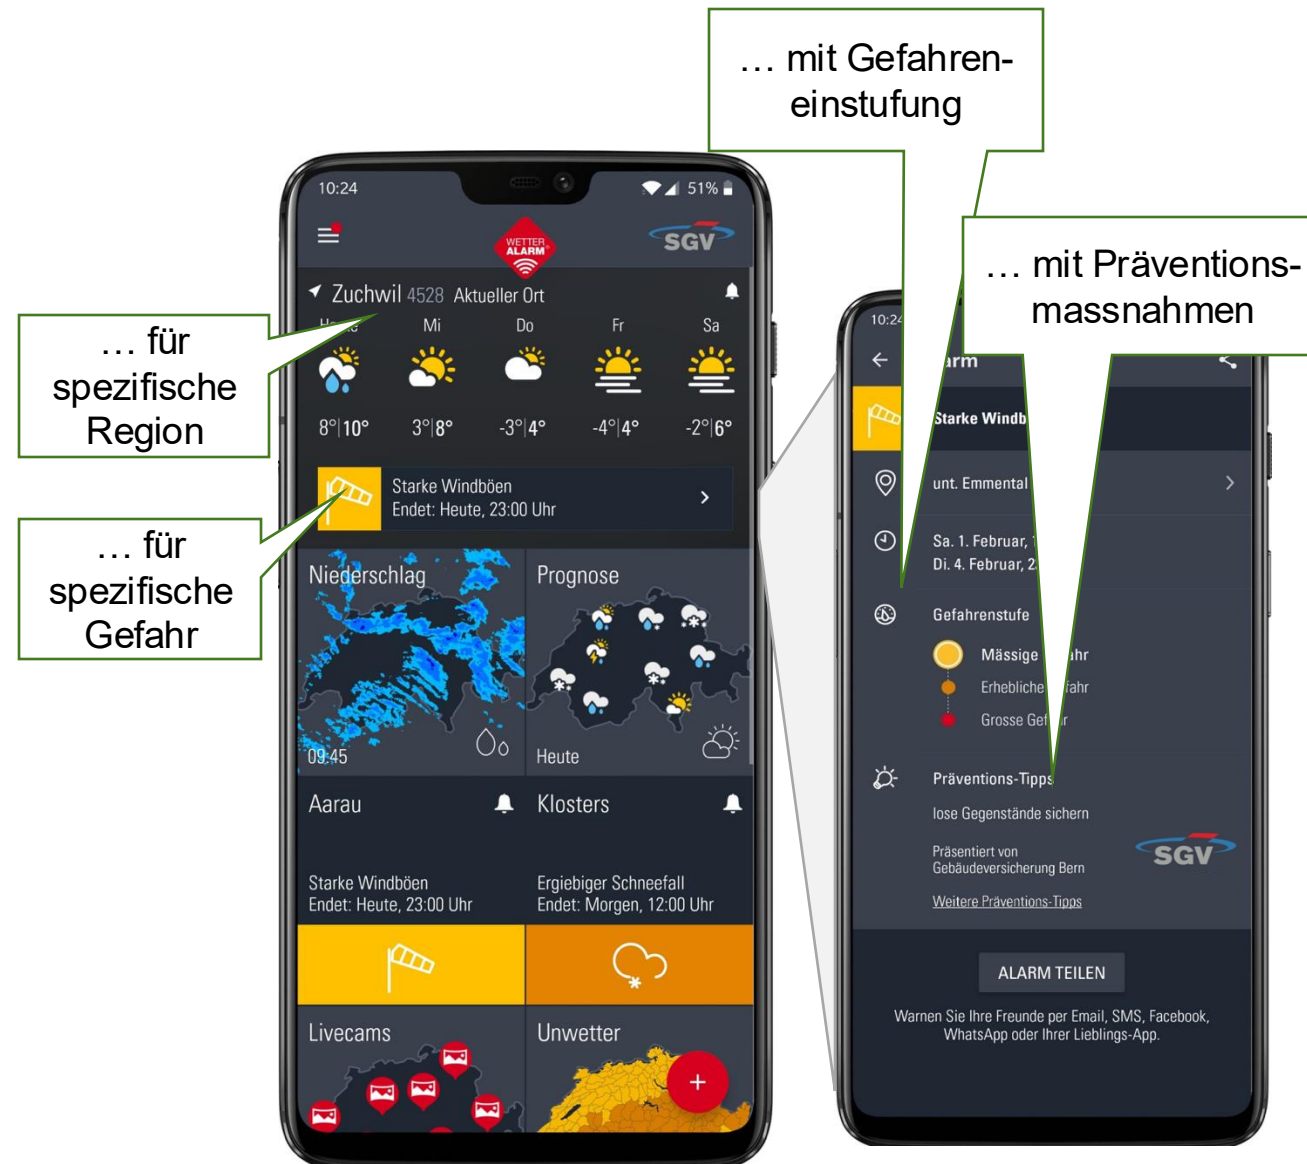 … mit Gefahren-
einstufung
… mit Präventions-
massnahmen
… für
spezifische
Region
… für
spezifische
Gefahr
10:24
51%
WETTER
ALARM
SGV
Zuchwil 4528 Aktueller Ort
Mi Do Fr Sa
8°|10° 3°|8° -3°|4° -4°|4° -2°|6°
Starke Windböen
Endet: Heute, 23:00 Uhr
Niederschlag
09:45
Prognose
Heute
Aarau
Starke Windböen
Endet: Heute, 23:00 Uhr
Klosters
Ergiebiger Schneefall
Endet: Morgen, 12:00 Uhr
Livecams
Unwetter
10:24
Starke
unt. Emmental
Sa. 1. Februar,
Di. 4. Februar,
Gefahrenstufe
Mässige
Erhebliche
Grosse
Präventions-Tipps
lose Gegenstände sichern
Präsentiert von
Gebäudeversicherung Bern
SGV
Weitere Präventions-Tipps
ALARM TEILEN
Warnen Sie Ihre Freunde per Email, SMS, Facebook,
WhatsApp oder Ihrer Lieblings-App.